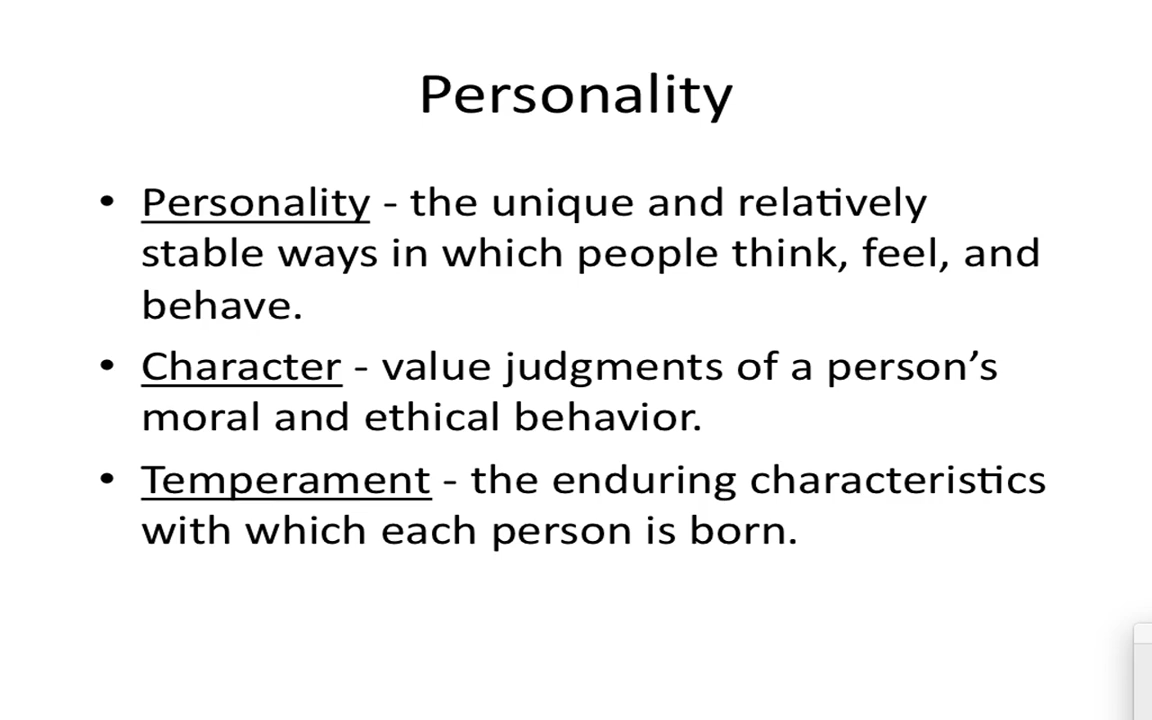 Personality
• Personality - the unique and relatively
stable ways in which people think, feel, and
behave.
• Character - value judgments of a person’s
moral and ethical behavior.
• Temperament - the enduring characteristics
with which each person is born.